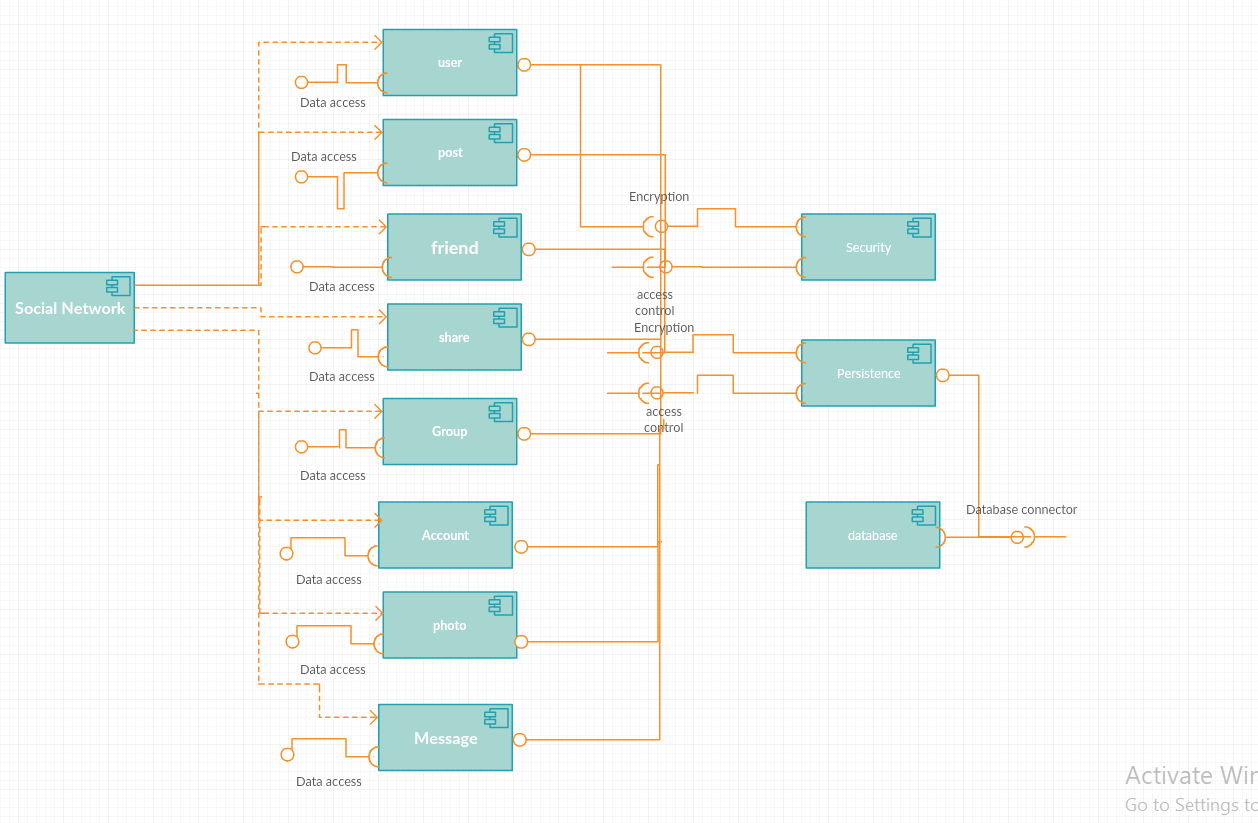 user
Data access
post
Data access
Encryption
friend
Security
Data access
Social Network
access
control
Encryption
share
Persistence
Data access
access
control
Group
Data access
Database connector
Account
database
Data access
photo
Data access
Message
Data access
Activate Win
Go to Settings to